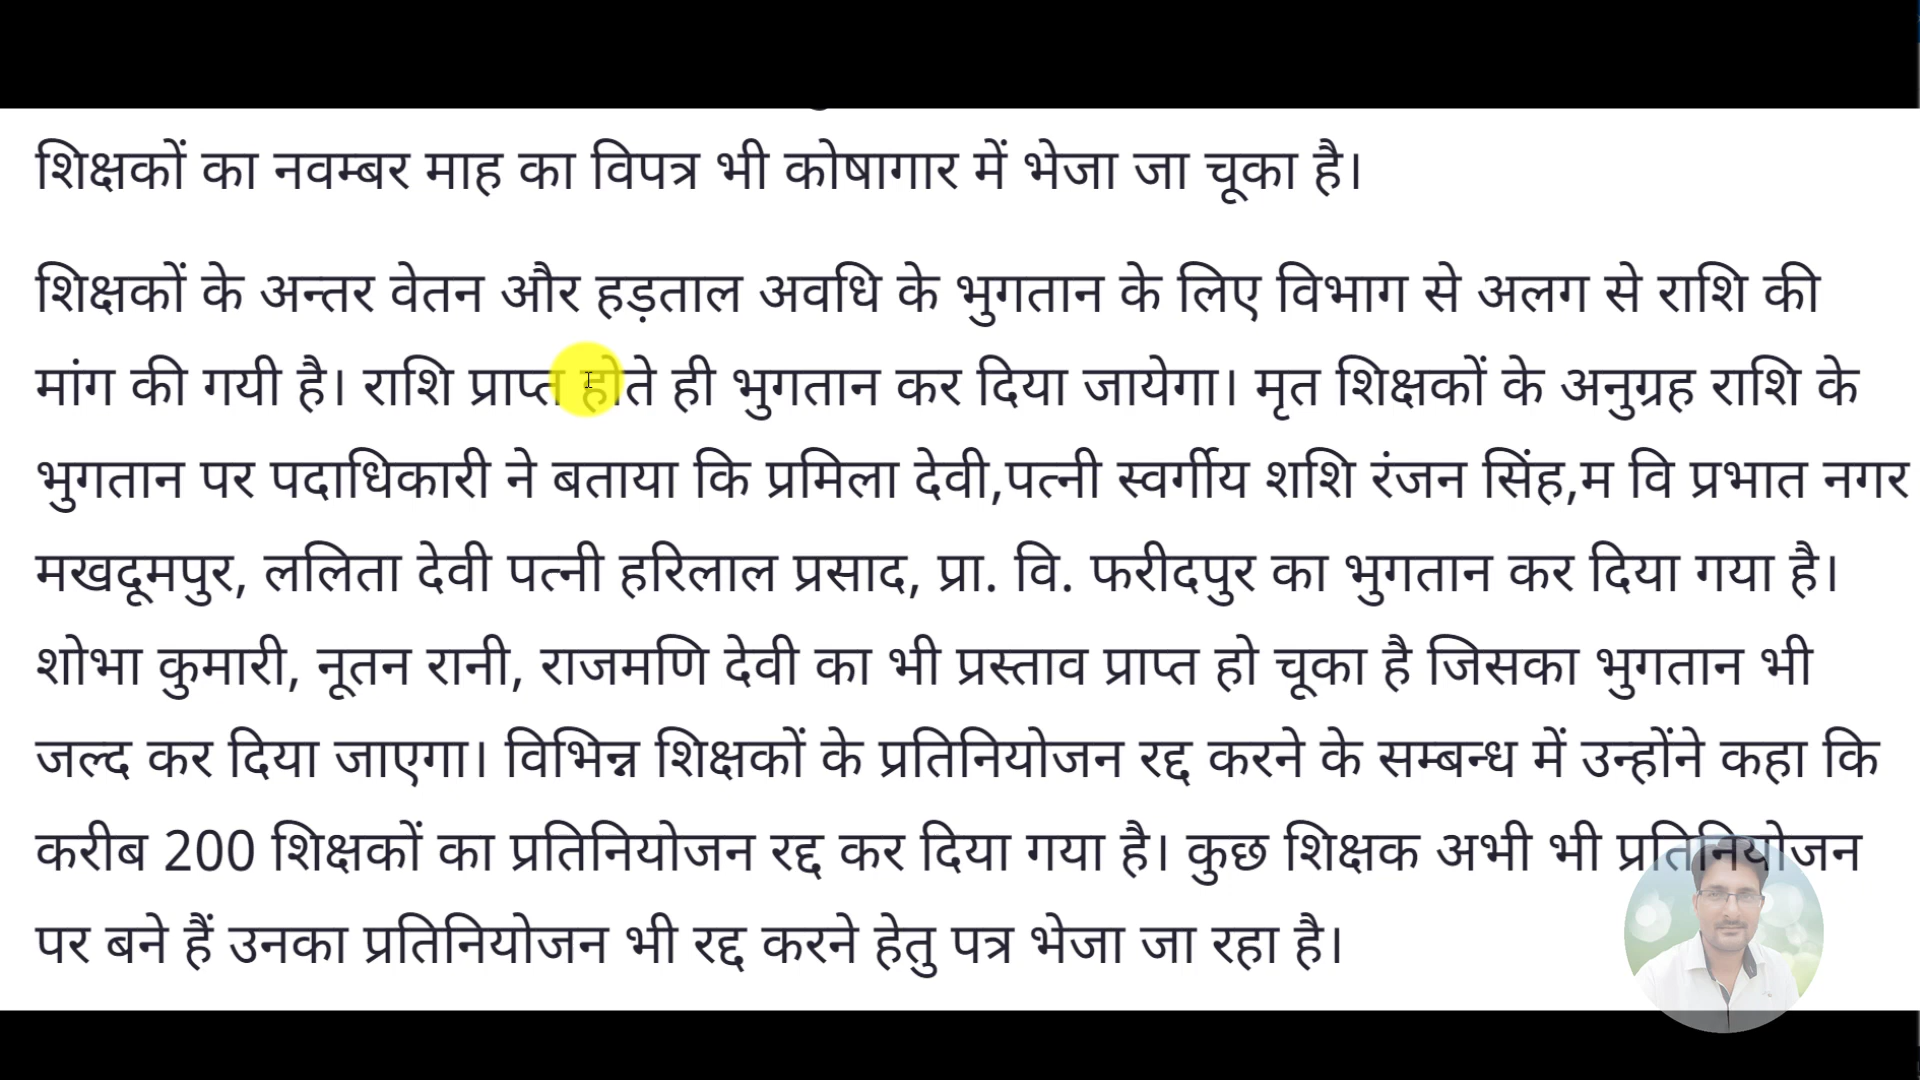 शिक्षकों का नवम्बर माह का विपत्र भी कोषागार में भेजा जा चूका है।
शिक्षकों के अन्तर वेतन और हड़ताल अवधि के भुगतान के लिए विभाग से अलग से राशि की
मांग की गयी है। राशि प्राप्त होते ही भुगतान कर दिया जायेगा। मृत शिक्षकों के अनुग्रह राशि के
भुगतान पर पदाधिकारी ने बताया कि प्रमिला देवी,पत्नी स्वर्गीय शशि रंजन सिंह,म वि प्रभात नगर
मखदूमपुर, ललिता देवी पत्नी हरिलाल प्रसाद, प्रा. वि. फरीदपुर का भुगतान कर दिया गया है।
शोभा कुमारी, नूतन रानी, राजमणि देवी का भी प्रस्ताव प्राप्त हो चूका है जिसका भुगतान भी
जल्द कर दिया जाएगा। विभिन्न शिक्षकों के प्रतिनियोजन रद्द करने के सम्बन्ध में उन्होंने कहा कि
करीब 200 शिक्षकों का प्रतिनियोजन रद्द कर दिया गया है। कुछ शिक्षक अभी भी प्रतिनियोजन
पर बने हैं उनका प्रतिनियोजन भी रद्द करने हेतु पत्र भेजा जा रहा है।